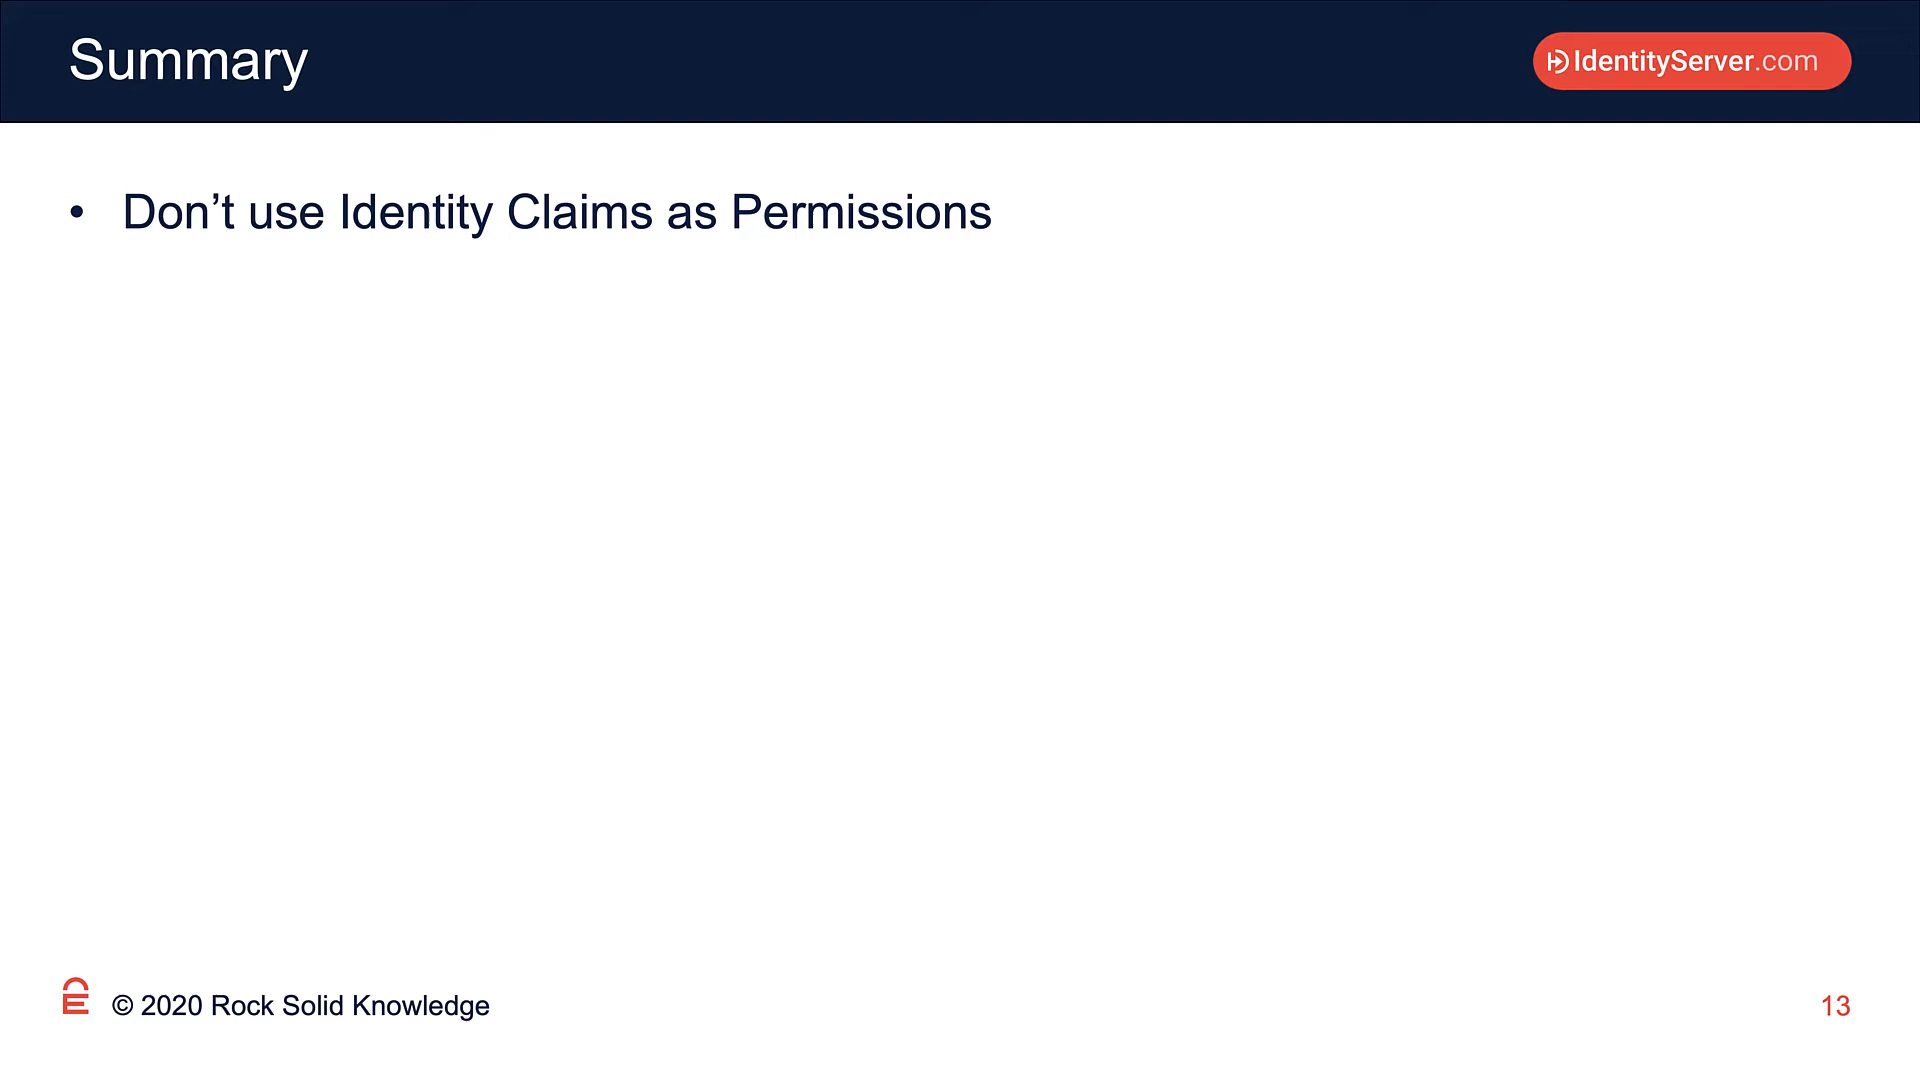 Summary
IdentityServer.com
• Don’t use Identity Claims as Permissions
© 2020 Rock Solid Knowledge
13